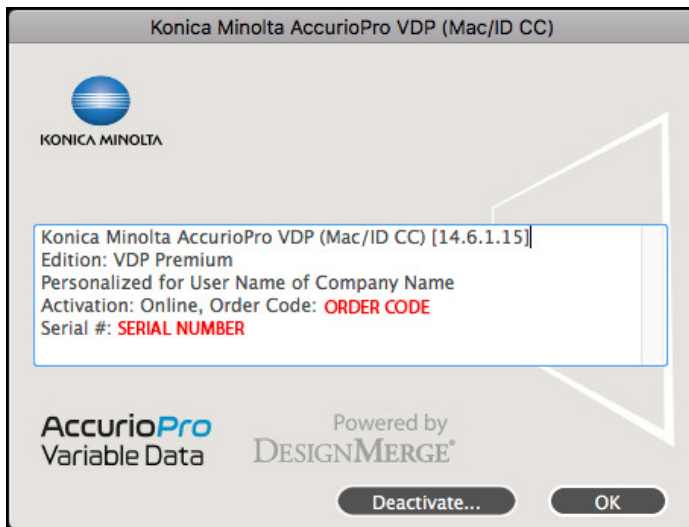 Konica Minolta AccurioPro VDP (Mac/ID CC)
KONICA MINOLTA
Konica Minolta AccurioPro VDP (Mac/ID CC) [14.6.1.15]
Edition: VDP Premium
Personalized for User Name of Company Name
Activation: Online, Order Code: ORDER CODE
Serial #: SERIAL NUMBER
AccurioPro
Variable Data
Powered by
DESIGNMERGE®
Deactivate...
OK